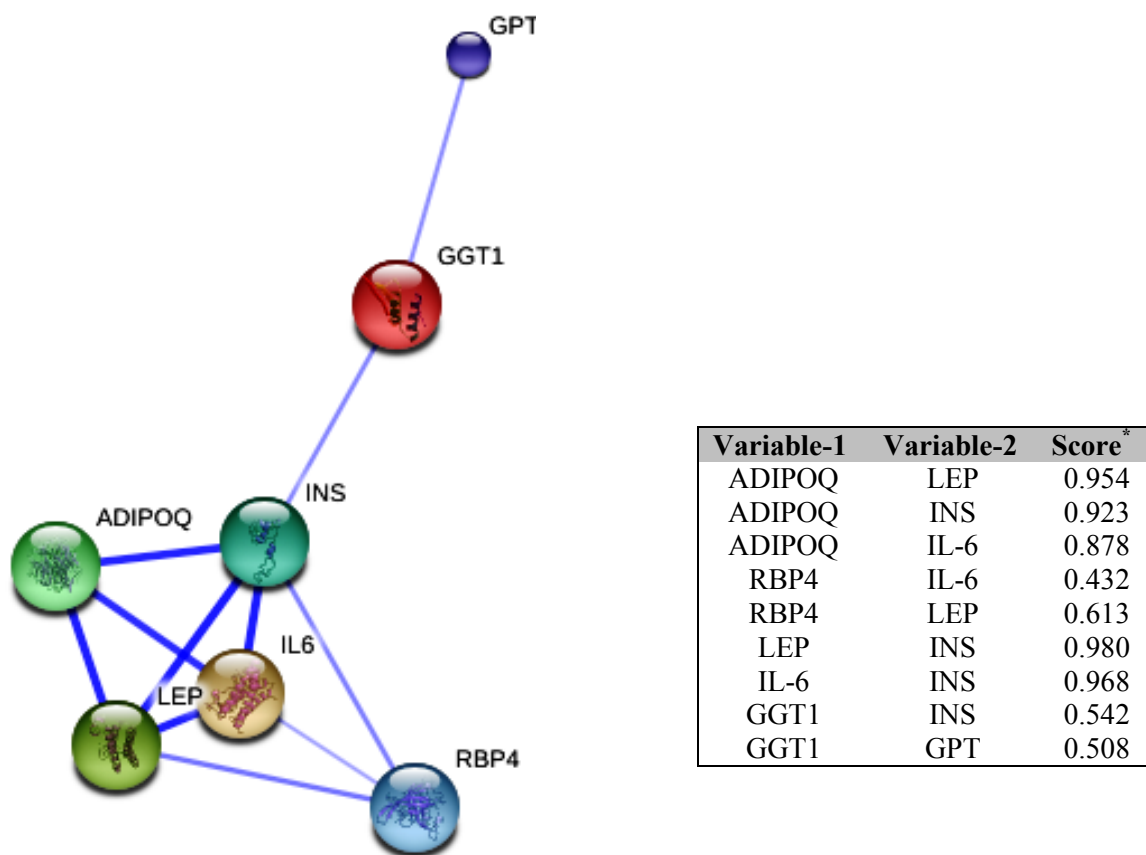 GPT
GGT1
INS
ADIPOQ
IL6
LEP
RBP4
Variable-1 Variable-2 Score*
ADIPOQ LEP 0.954
ADIPOQ INS 0.923
ADIPOQ IL-6 0.878
RBP4 IL-6 0.432
RBP4 LEP 0.613
LEP INS 0.980
IL-6 INS 0.968
GGT1 INS 0.542
GGT1 GPT 0.508